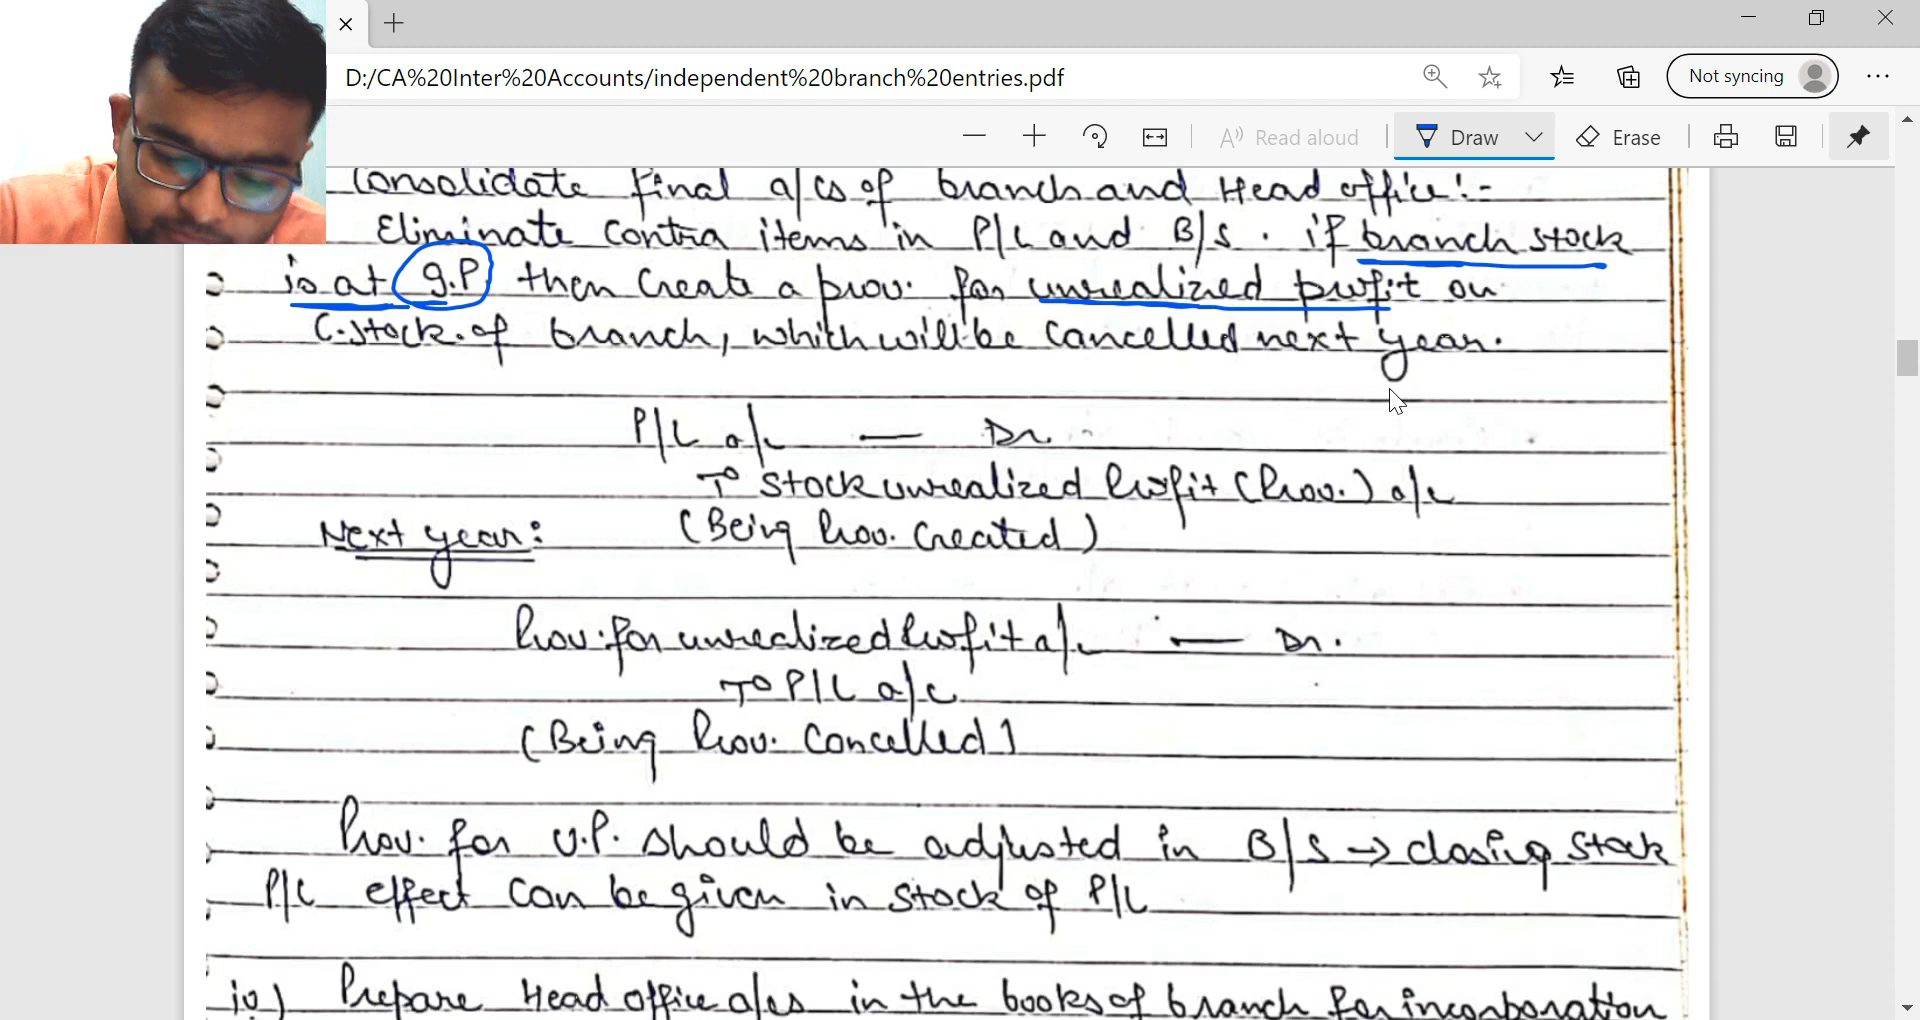 D:/CA%20Inter%20Accounts/independent%20branch%20entries.pdf
Not syncing
Read aloud
Draw
Erase
Consolidate final a/cs of branch and Head office:-
Eliminate contra items in P/L and B/S. if branch stock
is at g.P. then create a prov. for unrealized profit on
C.stock of branch, which will be cancelled next year.
P/L a/c — Dr.
To Stock unrealized Profit (Prov.) a/c
Next year: (Being Prov. Created)
Prov. for unrealized Profit a/c — Dr.
To P/L a/c
(Being Prov. Cancelled)
Prov. for U.P. should be adjusted in B/S → closing stock
P/L effect can be given in stock of P/L
iv) Prepare Head office a/cs in the books of branch for incorporation